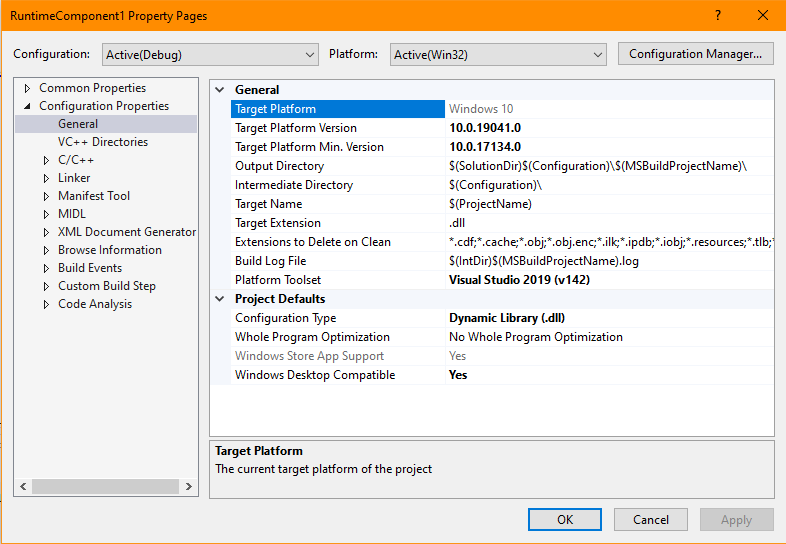 RuntimeComponent1 Property Pages ? ×
Configuration: Active(Debug) Platform: Active(Win32) Configuration Manager...
Common Properties
Configuration Properties
General
VC++ Directories
C/C++
Linker
Manifest Tool
MIDL
XML Document Generator
Browse Information
Build Events
Custom Build Step
Code Analysis
General
Target Platform Windows 10
Target Platform Version 10.0.19041.0
Target Platform Min. Version 10.0.17134.0
Output Directory $(SolutionDir)$(Configuration)\$(MSBuildProjectName)\
Intermediate Directory $(Configuration)\
Target Name $(ProjectName)
Target Extension .dll
Extensions to Delete on Clean *.cdf;*.cache;*.obj;*.obj.enc;*.ilk;*.ipdb;*.iobj;*.resources;*.tlb;*
Build Log File $(IntDir)$(MSBuildProjectName).log
Platform Toolset Visual Studio 2019 (v142)
Project Defaults
Configuration Type Dynamic Library (.dll)
Whole Program Optimization No Whole Program Optimization
Windows Store App Support Yes
Windows Desktop Compatible Yes
Target Platform
The current target platform of the project
OK Cancel Apply